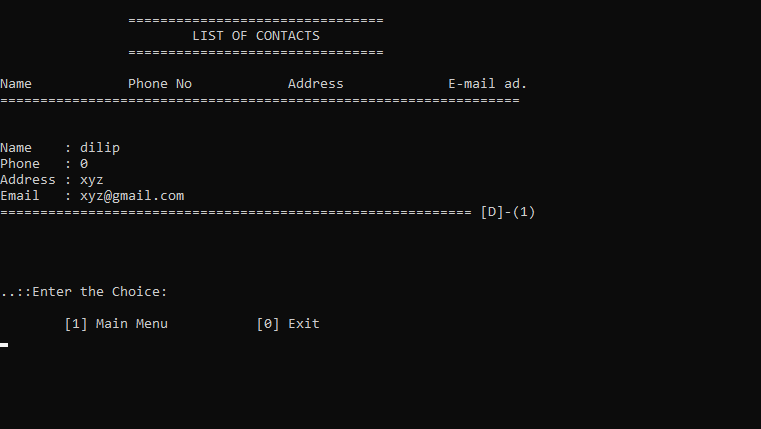 ================================
LIST OF CONTACTS
================================
Name Phone No Address E-mail ad.
=================================================================
Name : dilip
Phone : 0
Address : xyz
Email : xyz@gmail.com
=========================================================== [D]-(1)
..::Enter the Choice:
[1] Main Menu [0] Exit